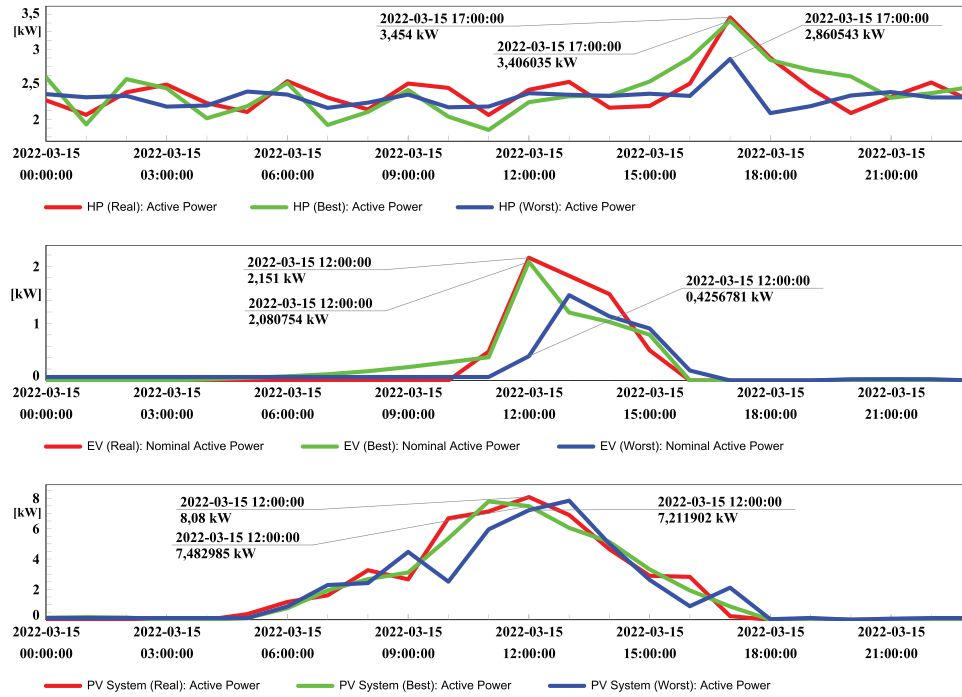 3,5
[kW]
3
2,5
2
2022-03-15 17:00:00
3,454 kW
2022-03-15 17:00:00
3,406035 kW
2022-03-15 17:00:00
2,860543 kW
2022-03-15 2022-03-15 2022-03-15 2022-03-15 2022-03-15 2022-03-15 2022-03-15 2022-03-15
00:00:00 03:00:00 06:00:00 09:00:00 12:00:00 15:00:00 18:00:00 21:00:00
HP (Real): Active Power HP (Best): Active Power HP (Worst): Active Power
2
[kW]
1
0
2022-03-15 12:00:00
2,151 kW
2022-03-15 12:00:00
2,080754 kW
2022-03-15 12:00:00
0,4256781 kW
2022-03-15 2022-03-15 2022-03-15 2022-03-15 2022-03-15 2022-03-15 2022-03-15 2022-03-15
00:00:00 03:00:00 06:00:00 09:00:00 12:00:00 15:00:00 18:00:00 21:00:00
EV (Real): Nominal Active Power EV (Best): Nominal Active Power EV (Worst): Nominal Active Power
8
[kW]
6
4
2
0
2022-03-15 12:00:00
8,08 kW
2022-03-15 12:00:00
7,482985 kW
2022-03-15 12:00:00
7,211902 kW
2022-03-15 2022-03-15 2022-03-15 2022-03-15 2022-03-15 2022-03-15 2022-03-15 2022-03-15
00:00:00 03:00:00 06:00:00 09:00:00 12:00:00 15:00:00 18:00:00 21:00:00
PV System (Real): Active Power PV System (Best): Active Power PV System (Worst): Active Power